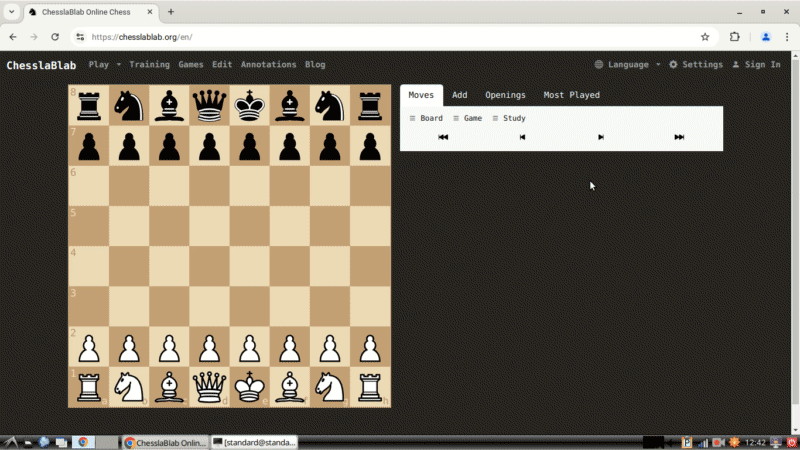 ChesslaBlab Online Chess
https://chesslablab.org/en/
ChesslaBlab Play Training Games Edit Annotations Blog Language Settings Sign In
Moves Add Openings Most Played
Board Game Study
8
7
6
5
4
3
2
1
a b c d e f g h
ChesslaBlab Onlin... [standard@standa... 12:42